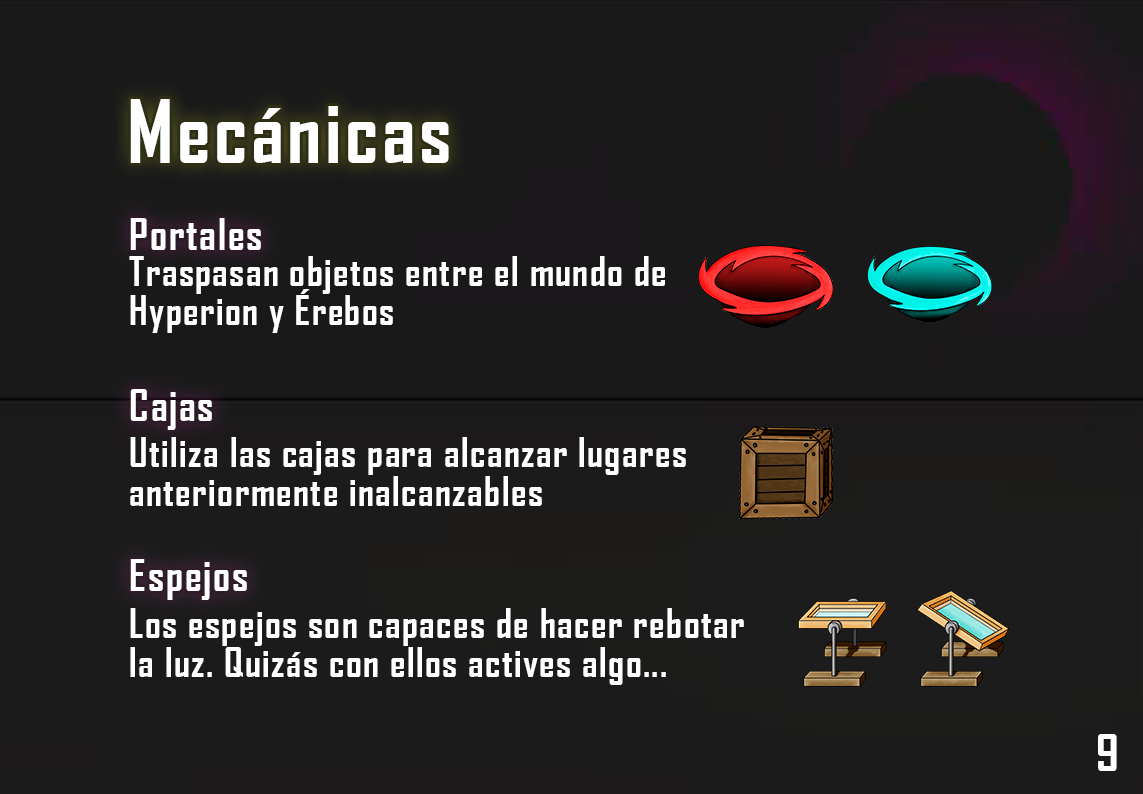 Mecánicas
Portales
Traspasan objetos entre el mundo de
Hyperion y Érebos
Cajas
Utiliza las cajas para alcanzar lugares
anteriormente inalcanzables
Espejos
Los espejos son capaces de hacer rebotar
la luz. Quizás con ellos actives algo...
9